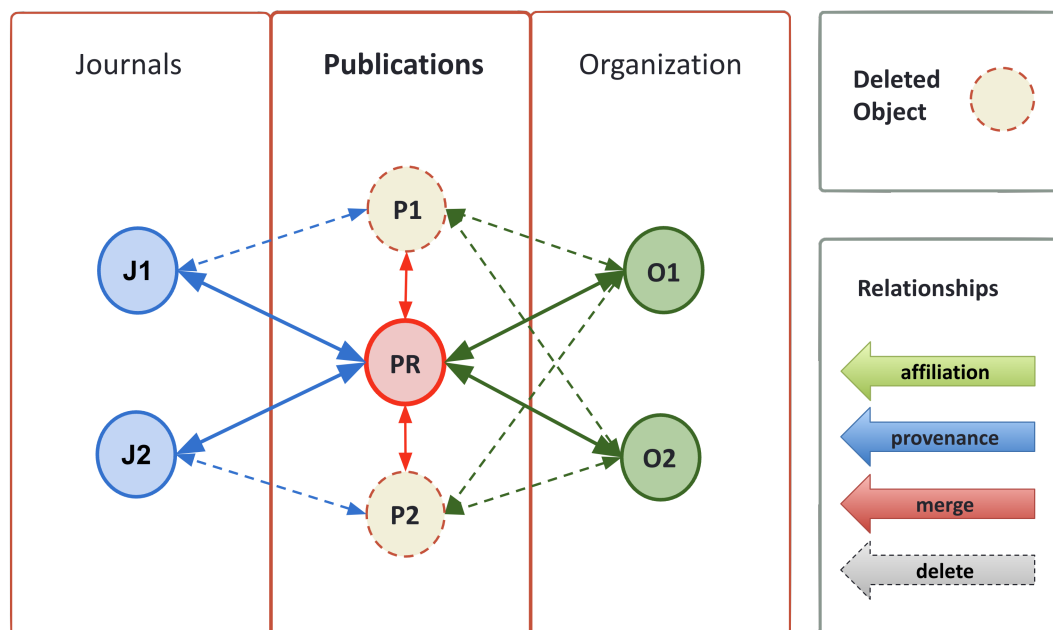 Journals
Publications
Organization
Deleted
Object
P1
J1
O1
Relationships
PR
affiliation
provenance
J2
O2
merge
P2
delete